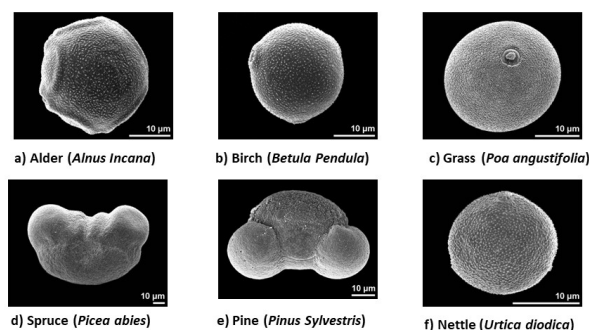 10 µm
10 µm
10 µm
a) Alder (Alnus Incana)
b) Birch (Betula Pendula)
c) Grass (Poa angustifolia)
10 µm
10 µm
10 µm
d) Spruce (Picea abies)
e) Pine (Pinus Sylvestris)
f) Nettle (Urtica diodica)